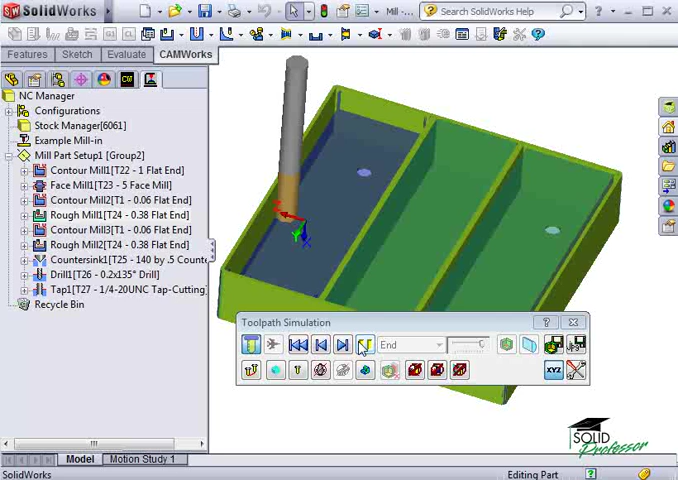 SolidWorks
Mill -
Search SolidWorks
Features
Sketch
Evaluate
CAMWorks
NC Manager
Configurations
Stock Manager[6061]
Example Mill-in
Mill Part Setup1 [Group2]
Contour Mill1[T22 - 1 Flat End]
Face Mill1[T23 - 5 Face Mill]
Contour Mill2[T1 - 0.06 Flat End]
Rough Mill1[T24 - 0.38 Flat End]
Contour Mill3[T1 - 0.06 Flat End]
Rough Mill2[T24 - 0.38 Flat End]
Countersink1[T25 - 140 by .5 Counte
Drill1[T26 - 0.2x135° Drill]
Tap1[T27 - 1/4-20UNC Tap-Cutting]
Recycle Bin
Toolpath Simulation
End
XYZ
SOLID
Professor
Model
Motion Study 1
SolidWorks
Editing Part